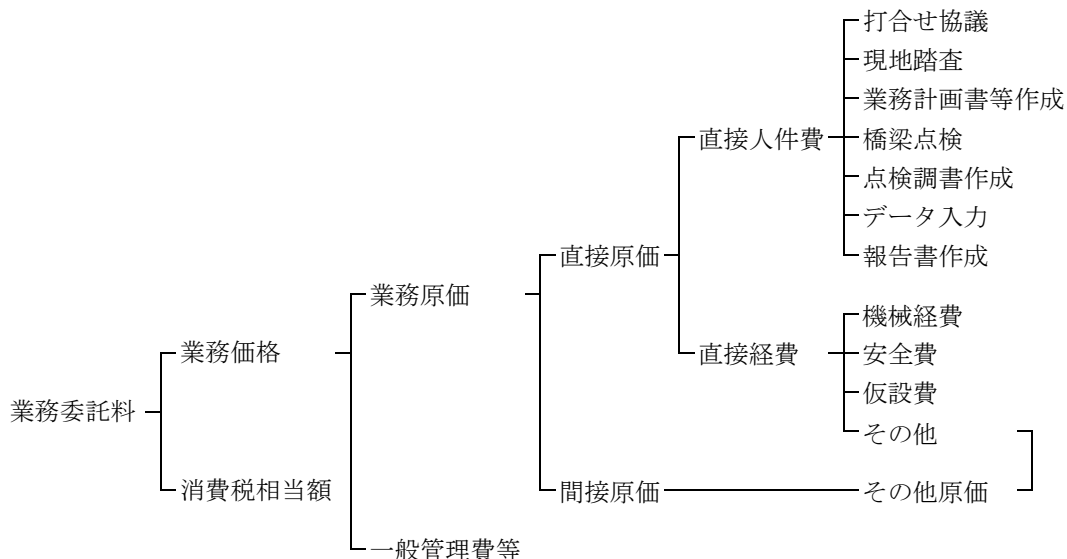 打合せ協議
現地踏査
業務計画書等作成
直接人件費
橋梁点検
点検調書作成
データ入力
直接原価
報告書作成
業務原価
機械経費
業務価格
直接経費
安全費
仮設費
業務委託料
その他
消費税相当額
間接原価
その他原価
一般管理費等